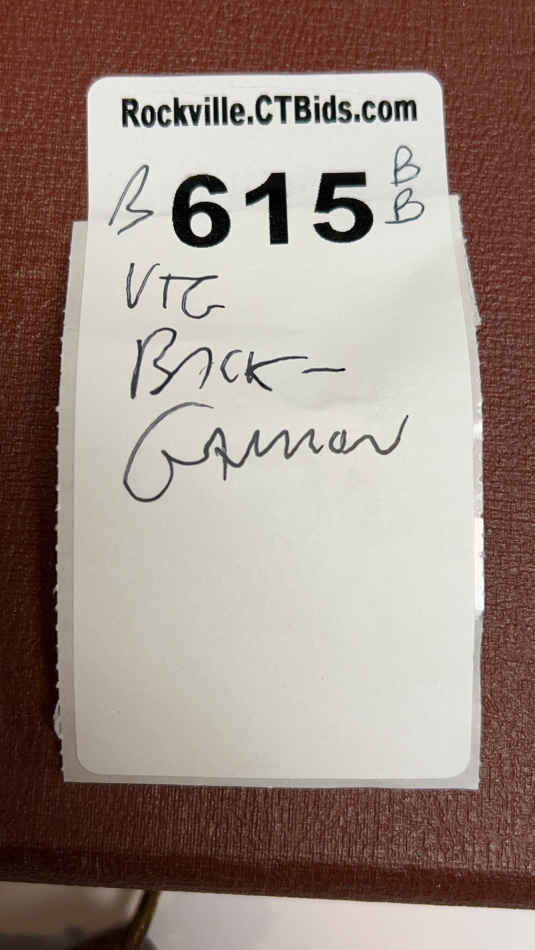 Rockville.CTBids.com
B 615 B
B
VTG
BACK-
GAMMON